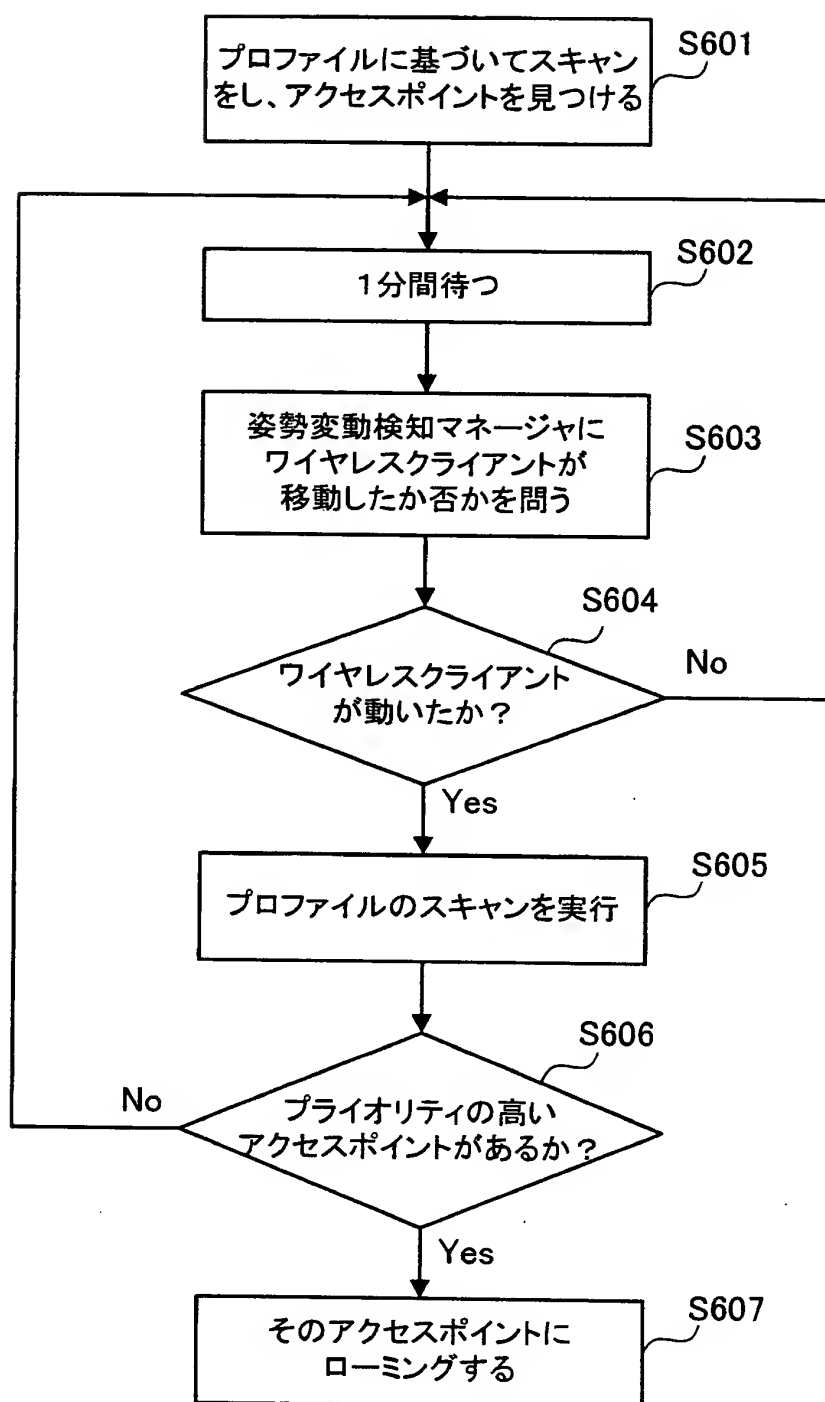 プロファイルに基づいてスキャン
をし、アクセスポイントを見つける
S601
1分間待つ
S602
姿勢変動検知マネージャに
ワイヤレスクライアントが
移動したか否かを問う
S603
ワイヤレスクライアント
が動いたか?
S604
No
Yes
プロファイルのスキャンを実行
S605
プライオリティの高い
アクセスポイントがあるか?
S606
No
Yes
そのアクセスポイントに
ローミングする
S607